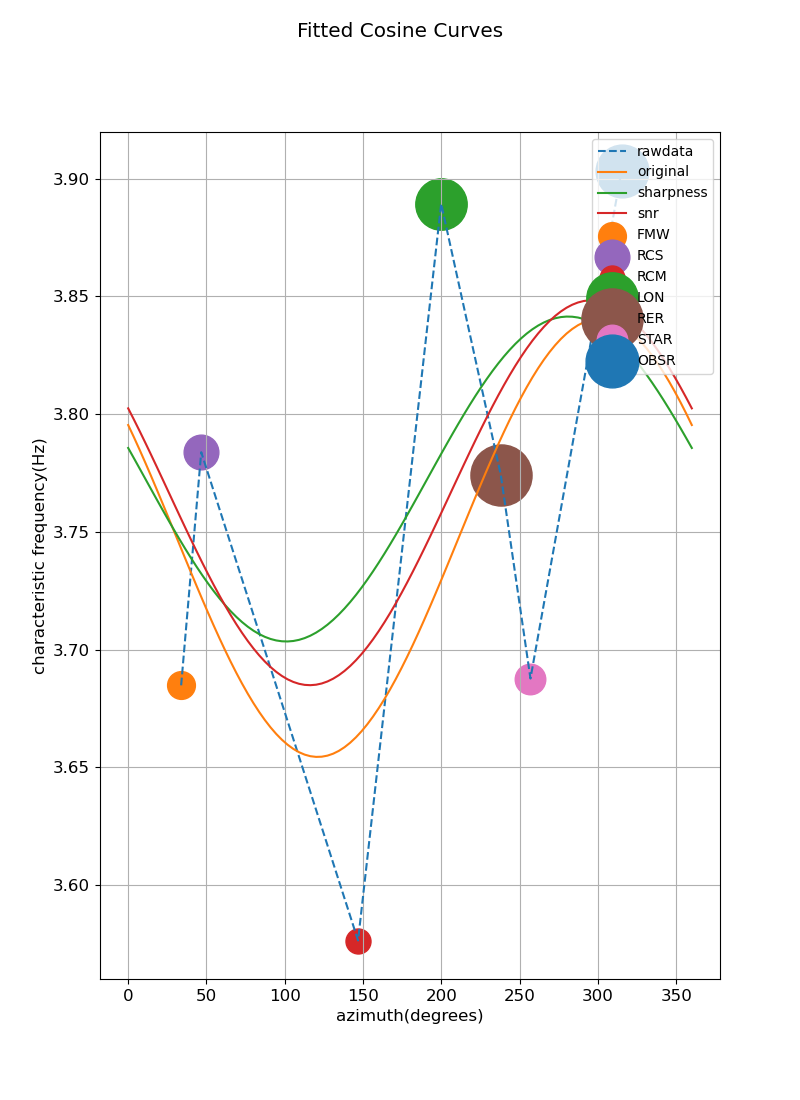 Fitted Cosine Curves
3.90
3.85
3.80
3.75
3.70
3.65
3.60
characteristic frequency(Hz)
0 50 100 150 200 250 300 350
azimuth(degrees)
rawdata
original
sharpness
snr
FMW
RCS
RCM
LON
RER
STAR
OBSR